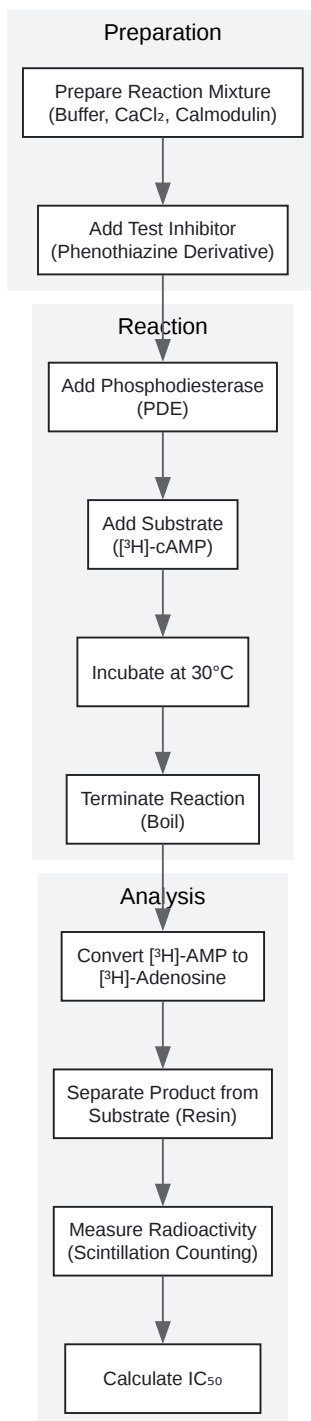 Preparation
Prepare Reaction Mixture
(Buffer, CaCl₂, Calmodulin)
Add Test Inhibitor
(Phenothiazine Derivative)
Reaction
Add Phosphodiesterase
(PDE)
Add Substrate
([³H]-cAMP)
Incubate at 30°C
Terminate Reaction
(Boil)
Analysis
Convert [³H]-AMP to
[³H]-Adenosine
Separate Product from
Substrate (Resin)
Measure Radioactivity
(Scintillation Counting)
Calculate IC₅₀